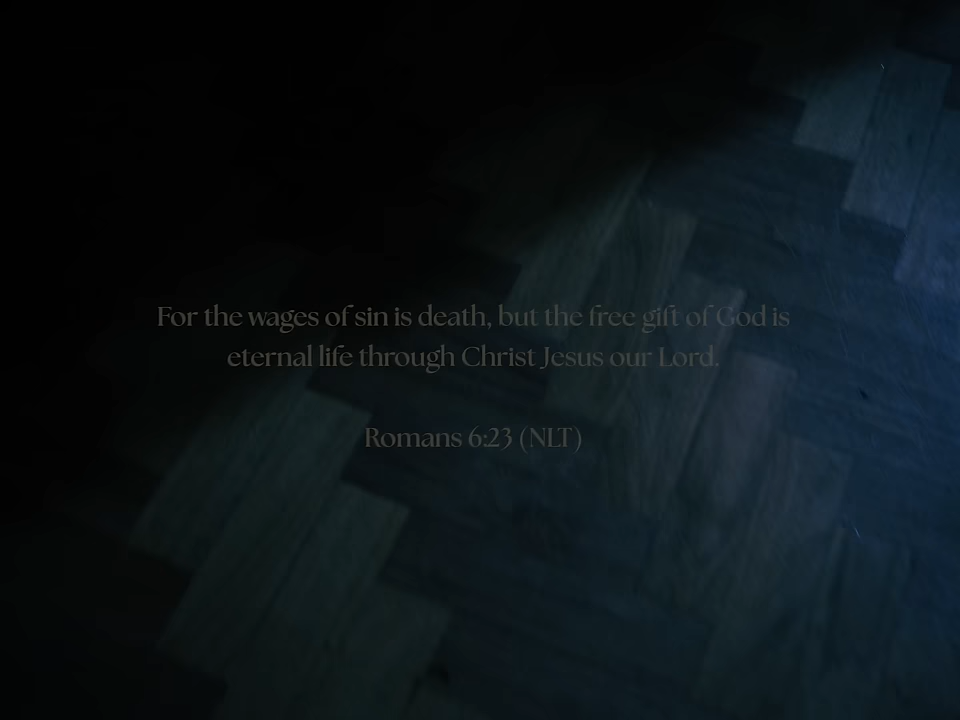 For the wages of sin is death, but the free gift of God is
eternal life through Christ Jesus our Lord.
Romans 6:23 (NLT)